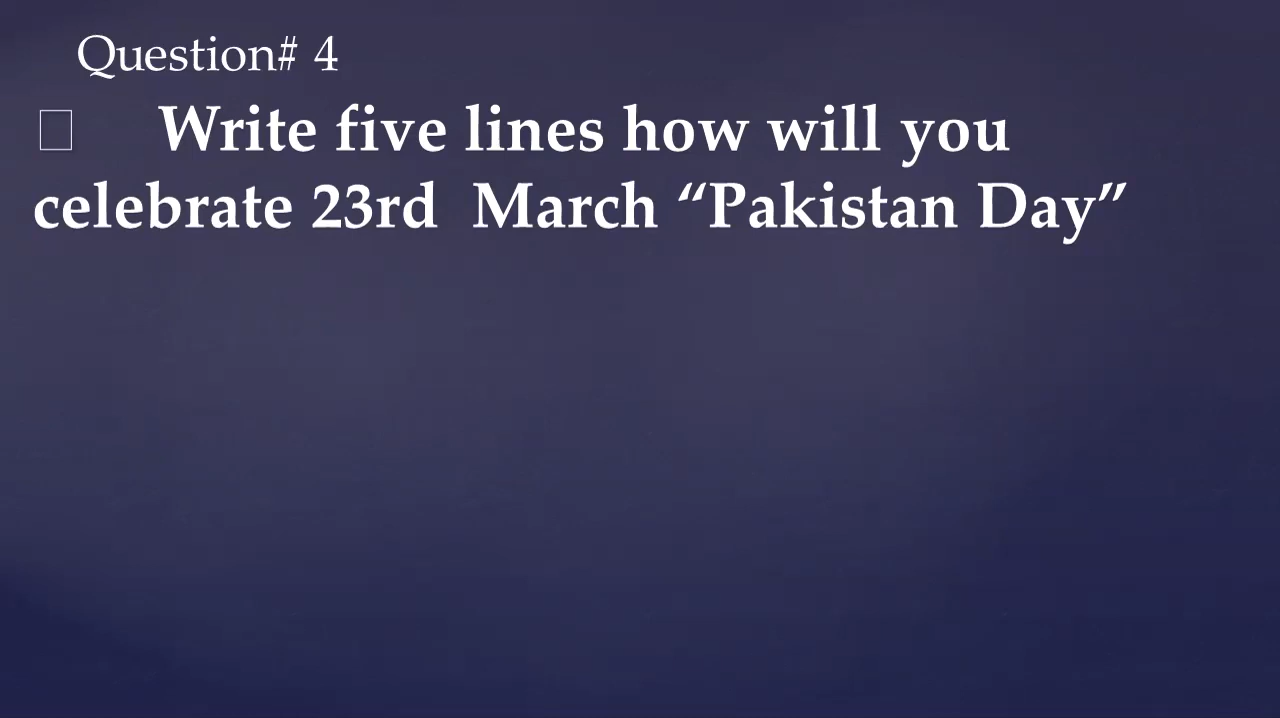 Question# 4
Write five lines how will you
celebrate 23rd  March “Pakistan Day”